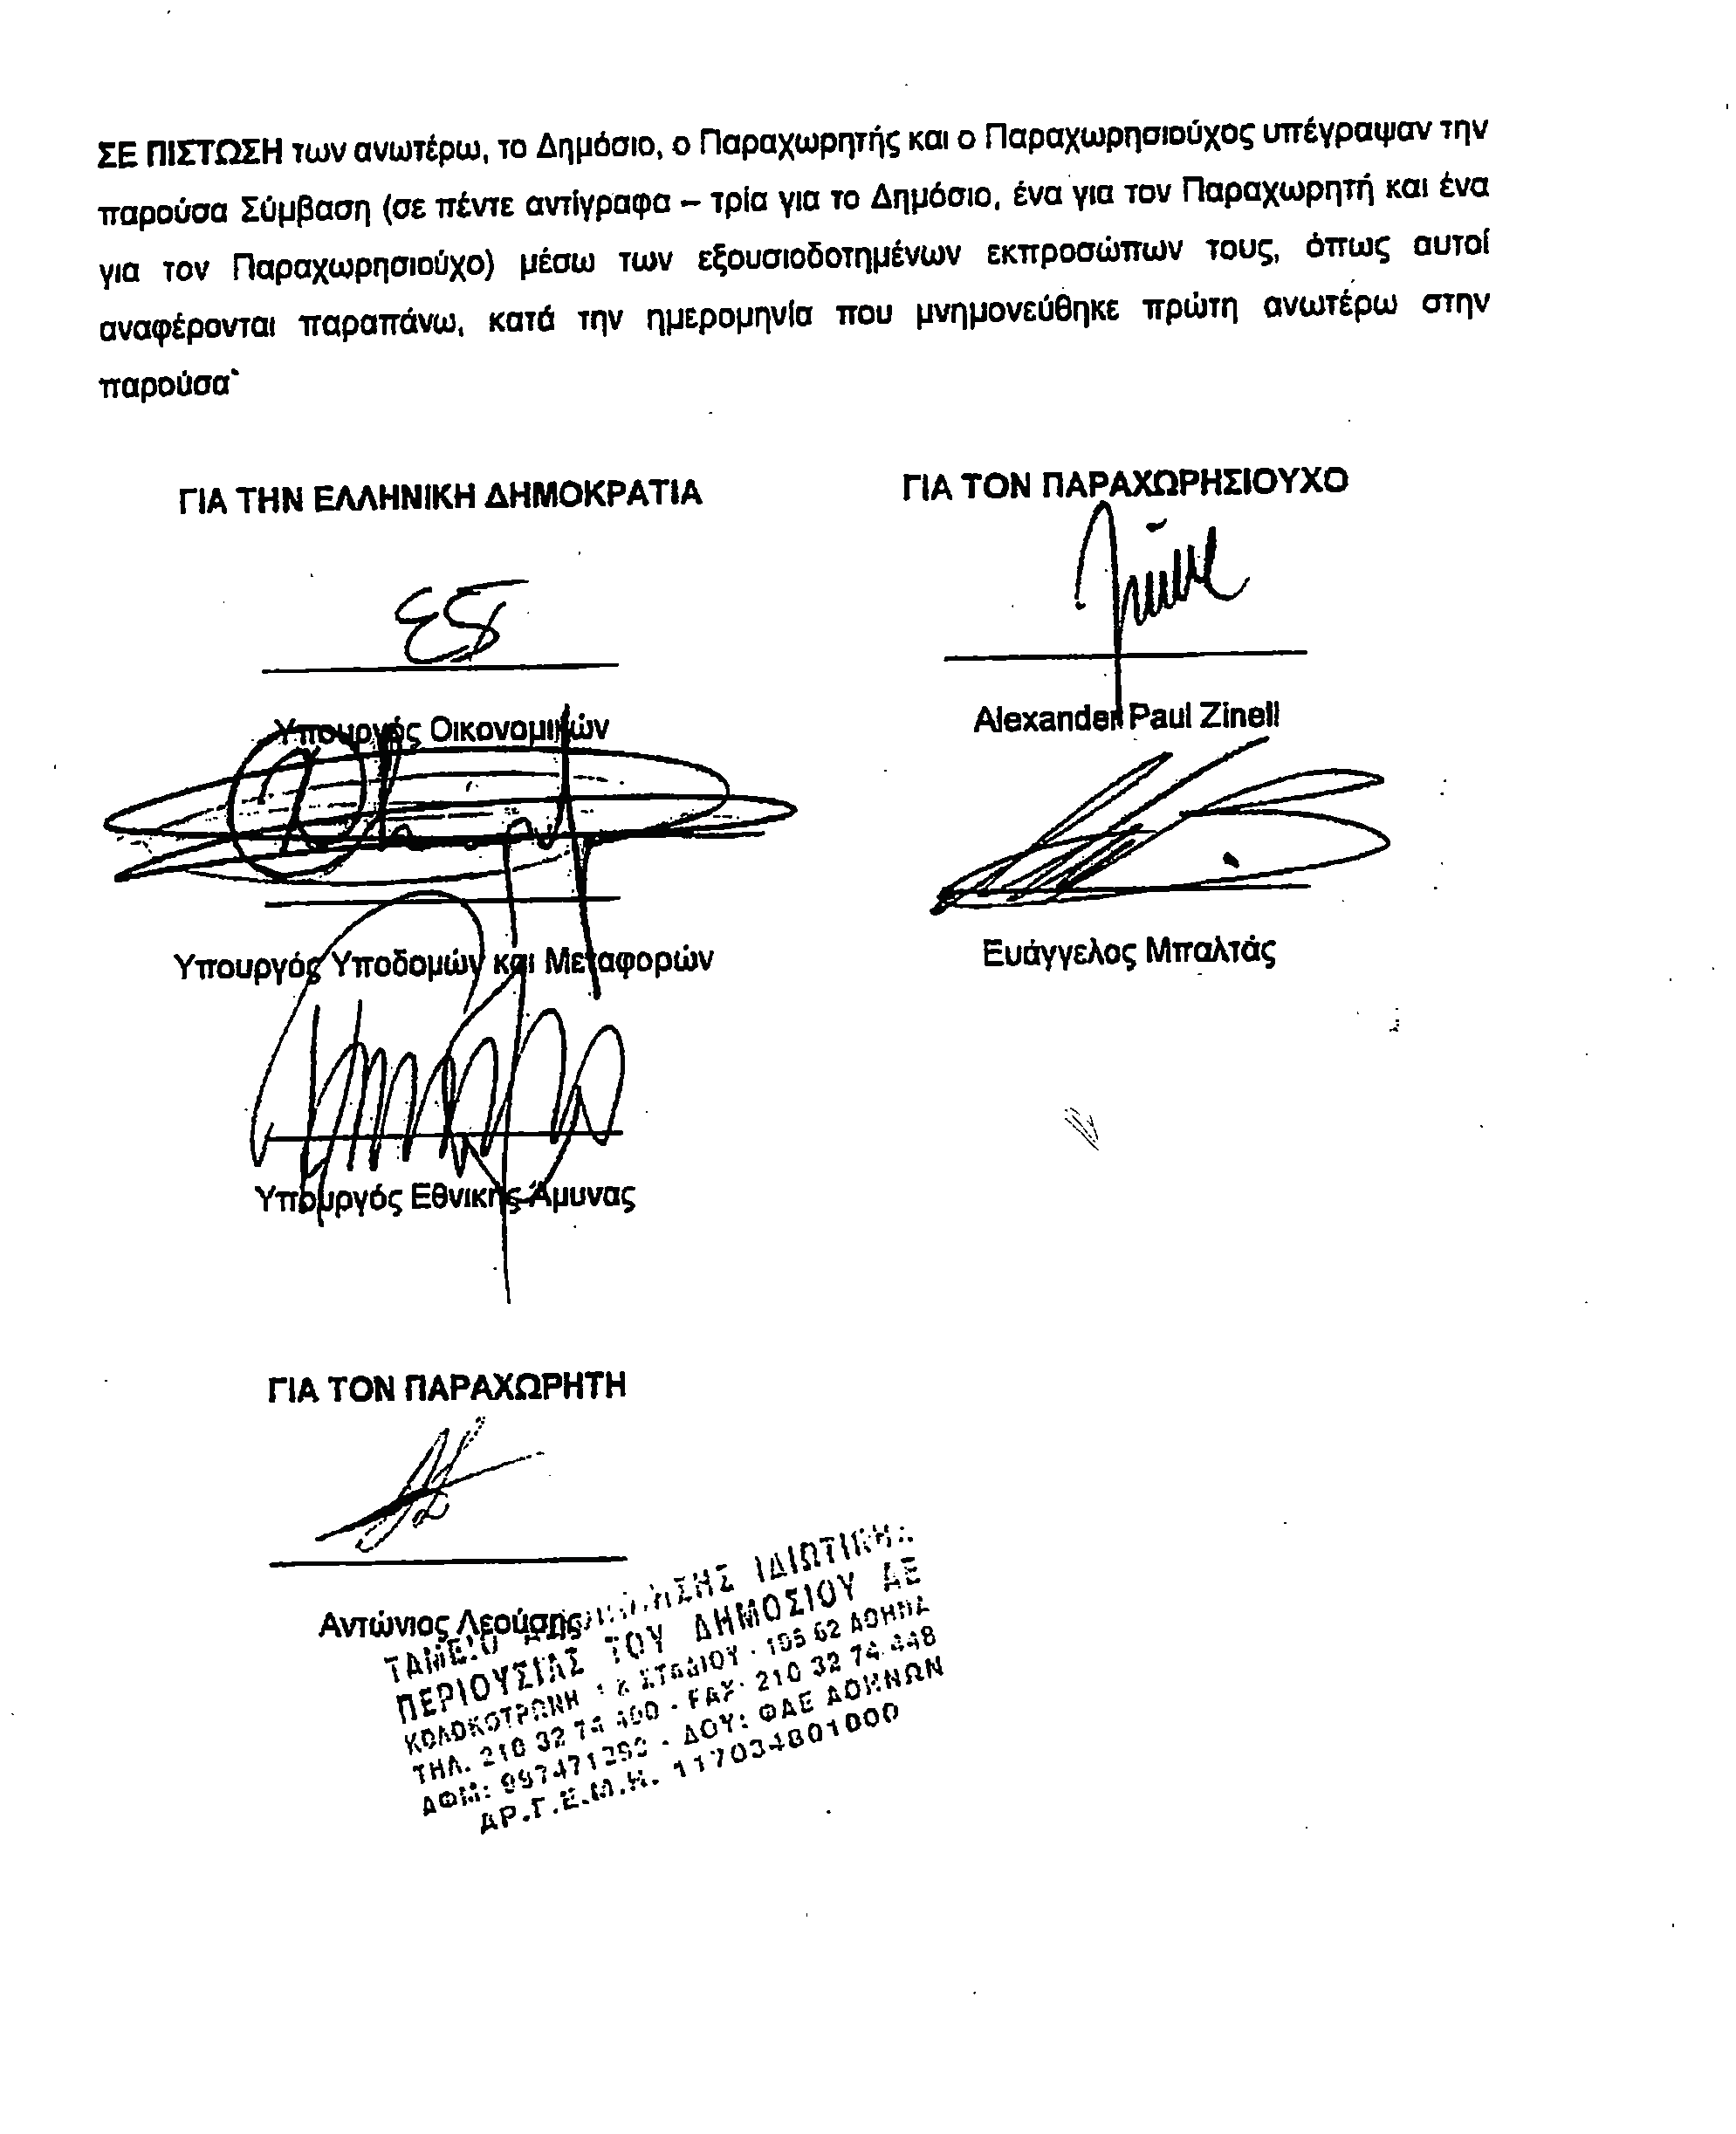 ΣΕ ΠΙΣΤΩΣΗ των ανωτέρω, το Δημόσιο, ο Παραχωρητής και ο Παραχωρησιούχος υπέγραψαν την
παρούσα Σύμβαση (σε πέντε αντίγραφα – τρία για το Δημόσιο, ένα για τον Παραχωρητή και ένα
για τον Παραχωρησιούχο) μέσω των εξουσιοδοτημένων εκπροσώπων τους, όπως αυτοί
αναφέρονται παραπάνω, κατά την ημερομηνία που μνημονεύθηκε πρώτη ανωτέρω στην
παρούσα
ΓΙΑ ΤΗΝ ΕΛΛΗΝΙΚΗ ΔΗΜΟΚΡΑΤΙΑ
Υπουργός Οικονομικών
Υπουργός Υποδομών και Μεταφορών
Υπουργός Εθνικής Άμυνας
ΓΙΑ ΤΟΝ ΠΑΡΑΧΩΡΗΣΙΟΥΧΟ
Alexander Paul Zinell
Ευάγγελος Μπαλτάς
ΓΙΑ ΤΟΝ ΠΑΡΑΧΩΡΗΤΗ
Αντώνιος Λεούσης
ΤΑΜΕΙΟ ΙΔΙΩΤΙΚΗΣ
ΠΕΡΙΟΥΣΙΑΣ ΤΟΥ ΔΗΜΟΣΙΟΥ ΑΕ
ΚΟΛΟΚΟΤΡΩΝΗ ΣΤΑΔΙΟΥ - 105 62 ΑΘΗΝΑ
ΤΗΛ. 210 32 74 400 - FAX: 210 32 74 448
ΑΦΜ: - ΔΟΥ: ΦΑΕ ΑΘΗΝΩΝ
ΑΡ.Γ.Ε.Μ.Η. 117034801000